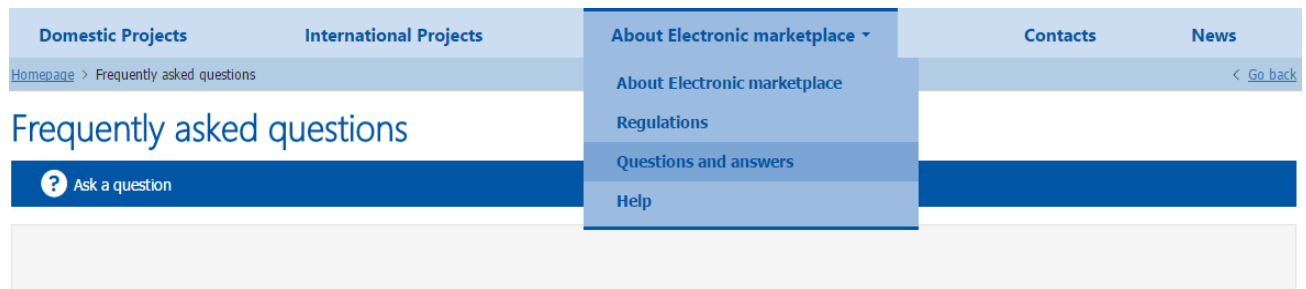 Domestic Projects International Projects About Electronic marketplace Contacts News
Homepage > Frequently asked questions < Go back
About Electronic marketplace
Regulations
Questions and answers
Help
Frequently asked questions
? Ask a question